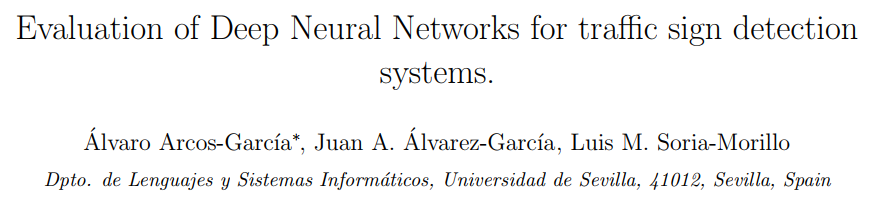 Evaluation of Deep Neural Networks for traffic sign detection
systems.
Álvaro Arcos-García*, Juan A. Álvarez-García, Luis M. Soria-Morillo
Dpto. de Lenguajes y Sistemas Informáticos, Universidad de Sevilla, 41012, Sevilla, Spain